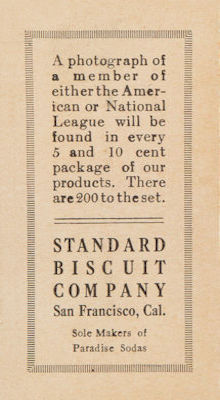 A photograph of
a member of
either the Amer-
ican or National
League will be
found in every
5 and 10 cent
package of our
products. There
are 200 to the set.
STANDARD
BISCUIT
COMPANY
San Francisco, Cal.
Sole Makers of
Paradise Sodas